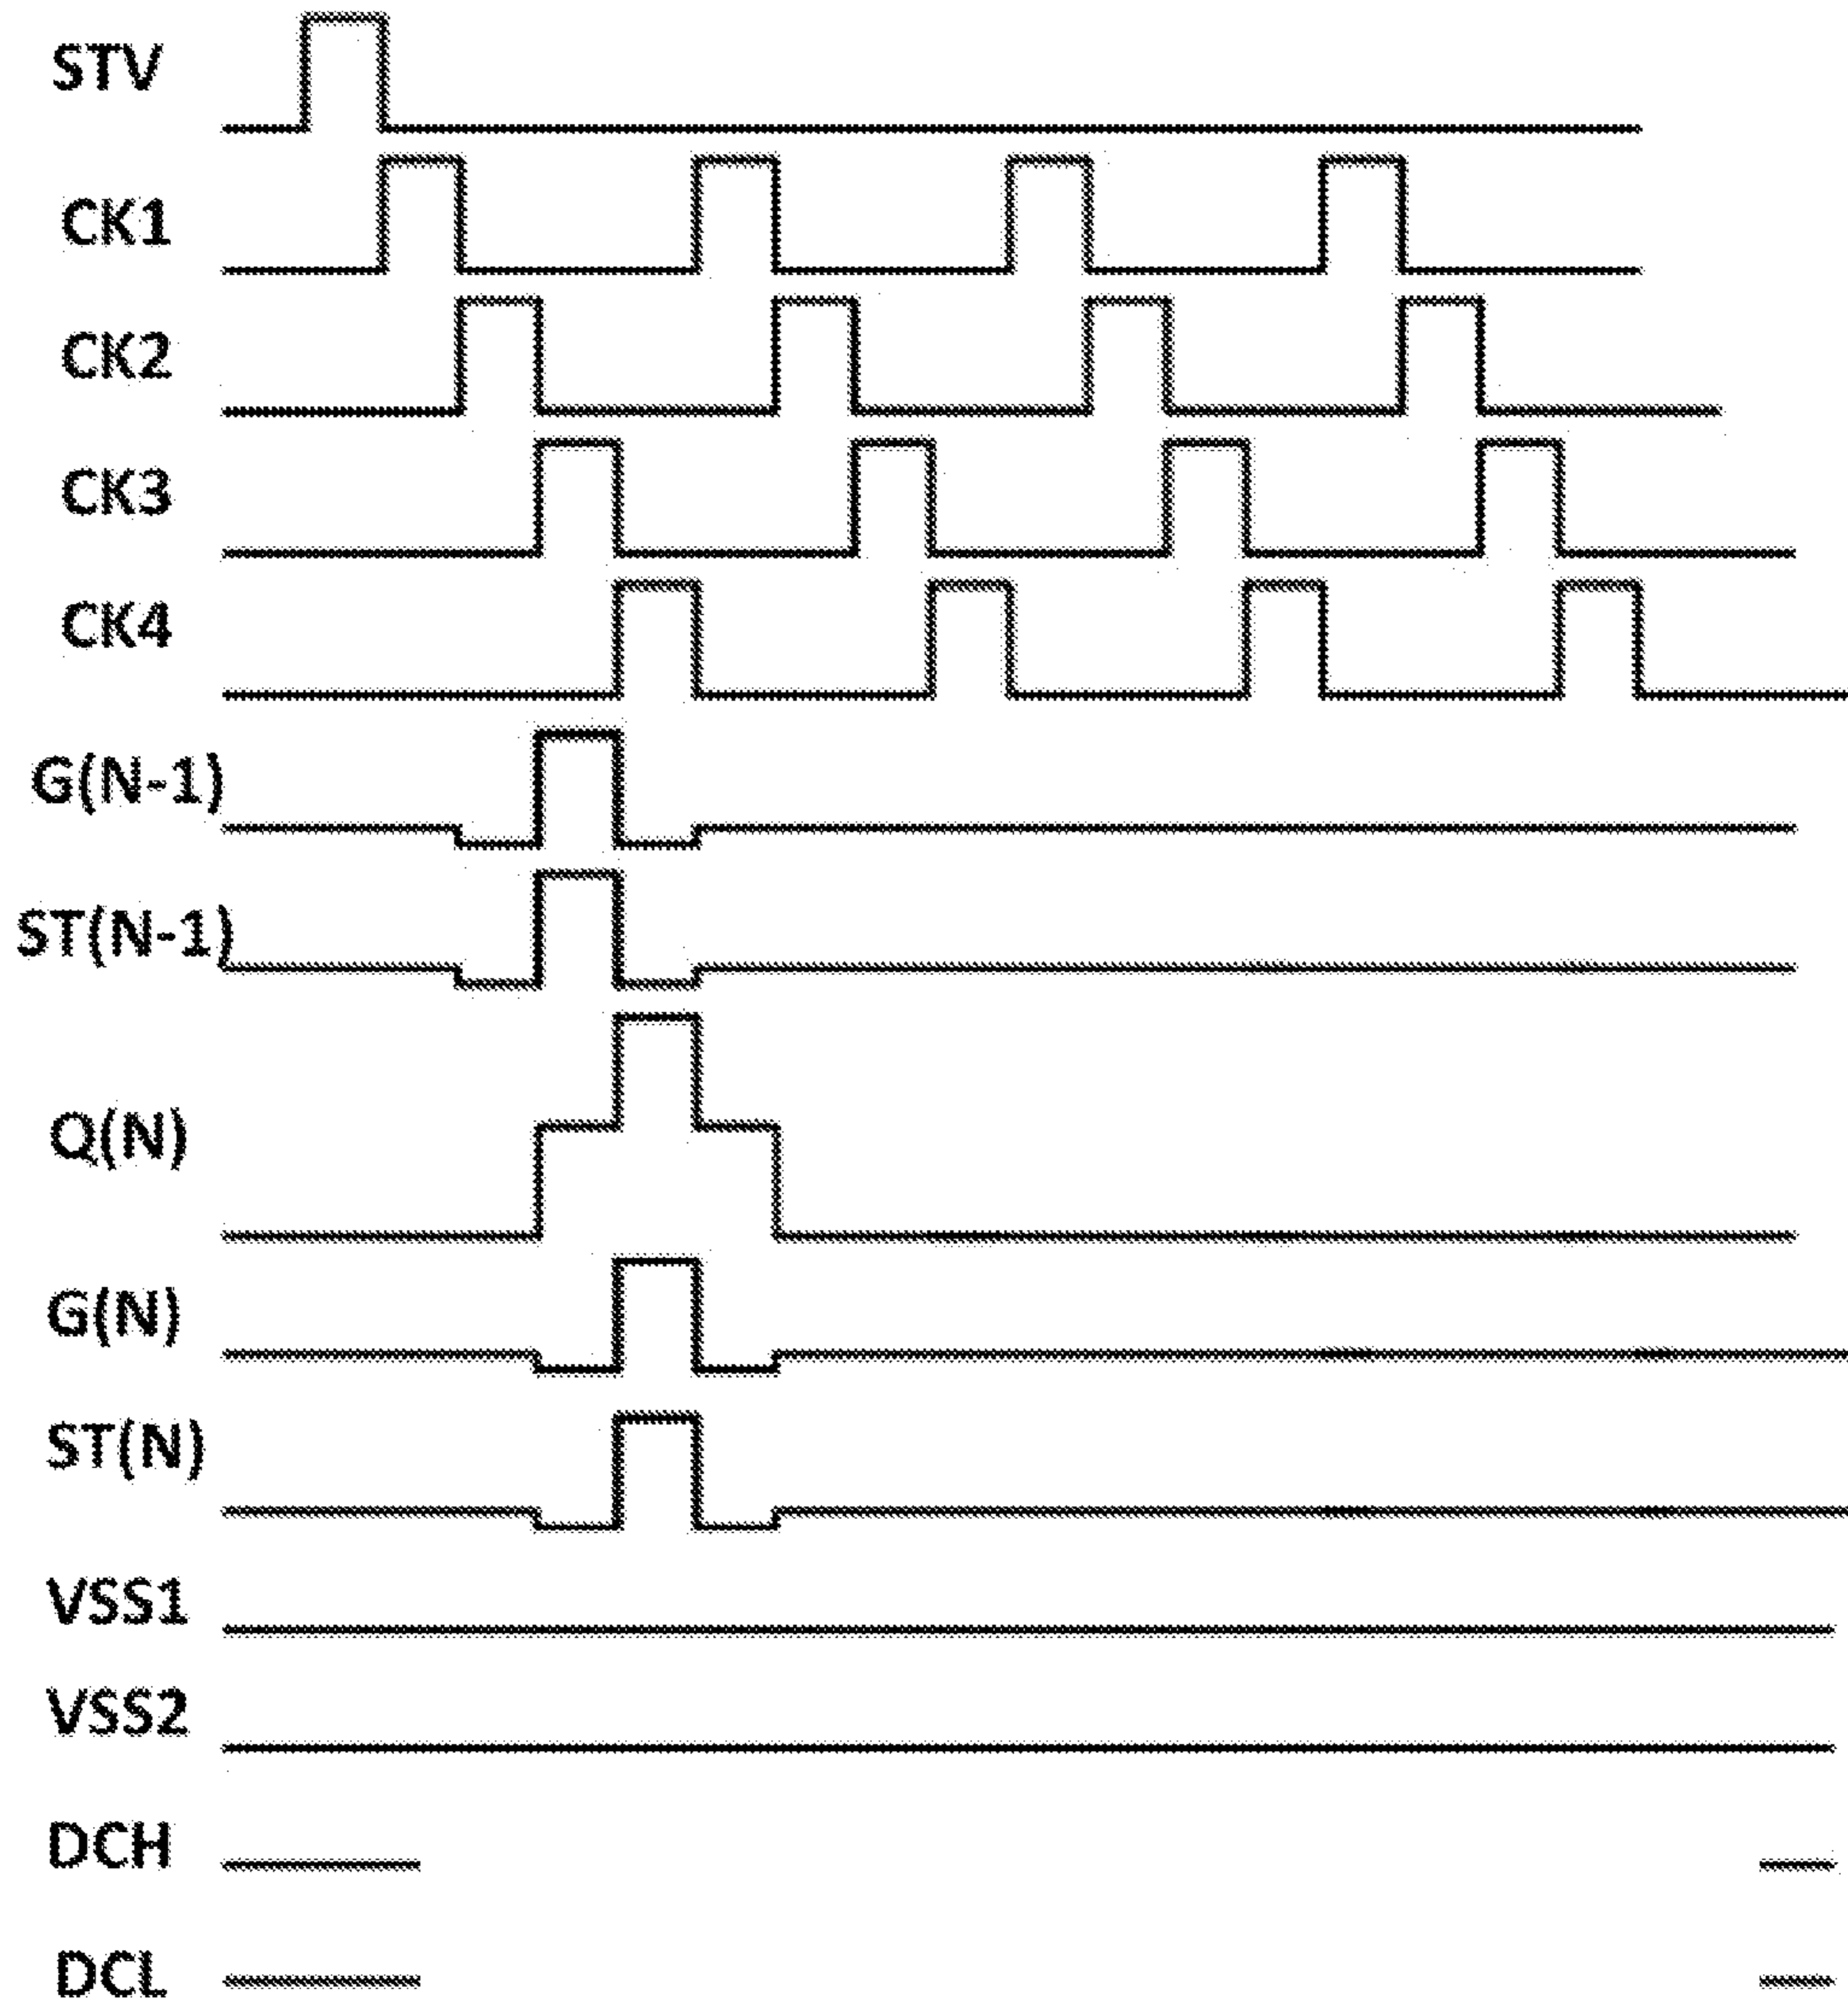 STV
CK1
CK2
CK3
CK4
G(N-1)
ST(N-1)
Q(N)
G(N)
ST(N)
VSS1
VSS2
DCH
DCL